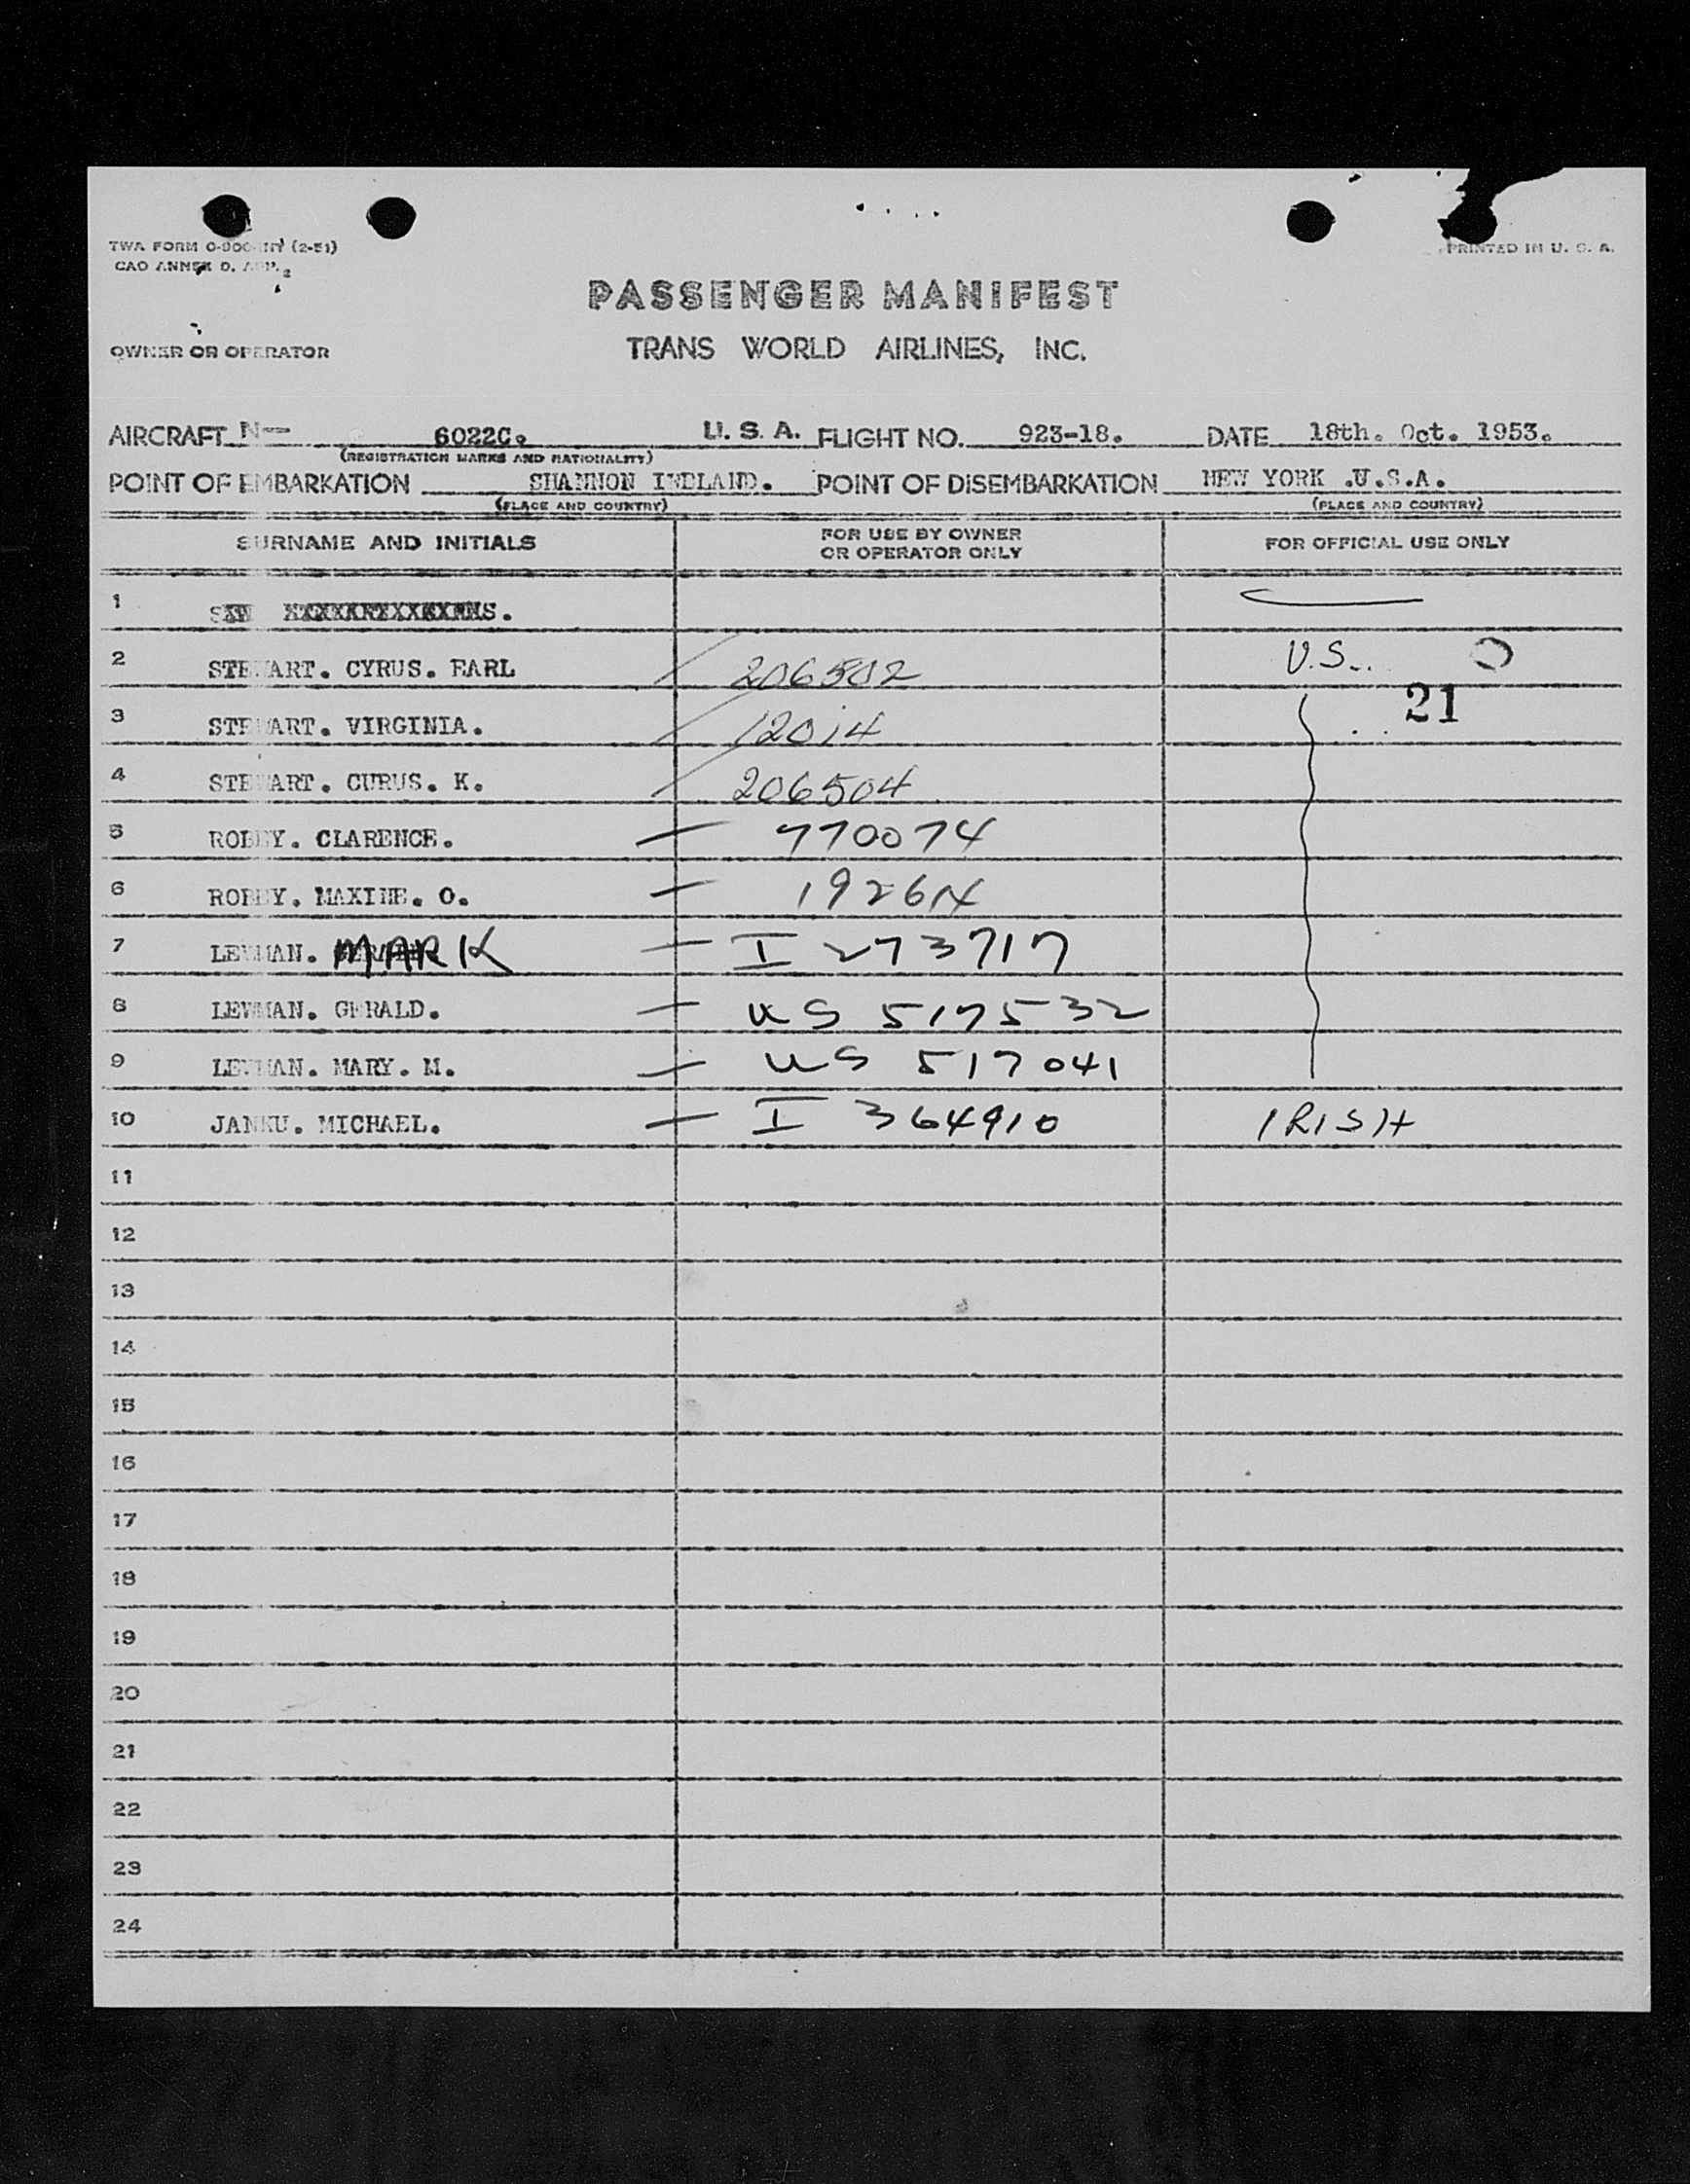 TWA FORM (2-51)
PRINTED IN U. S. A.
CAO ANNEX D.
PASSENGER MANIFEST
OWNER OR OPERATOR
TRANS WORLD AIRLINES, INC.
AIRCRAFT N— 6022C. U. S. A. FLIGHT NO. 923-18. DATE 18th. Oct. 1953.
(REGISTRATION MARKS AND NATIONALITY)
POINT OF EMBARKATION SHANNON POINT OF DISEMBARKATION NEW YORK .U.S.A.
(PLACE AND COUNTRY) (PLACE AND COUNTRY)
SURNAME AND INITIALS FOR USE BY OWNER OR OPERATOR ONLY FOR OFFICIAL USE ONLY
1
2 STEWART. CYRUS. EARL 206502 U.S.
21
3 STEWART. VIRGINIA. 12014
4 STEWART. CURUS. K. 206504
5 ROBEY. CLARENCE. 770074
6 ROBEY. MAXINE. O.
7 LEWMAN. MARK I 273717
8 LEWMAN. GERALD. US 517532
9 LEWMAN. MARY. M. US 517041
10 JANKU. MICHAEL. I 364910 IRISH
11
12
13
14
15
16
17
18
19
20
21
22
23
24